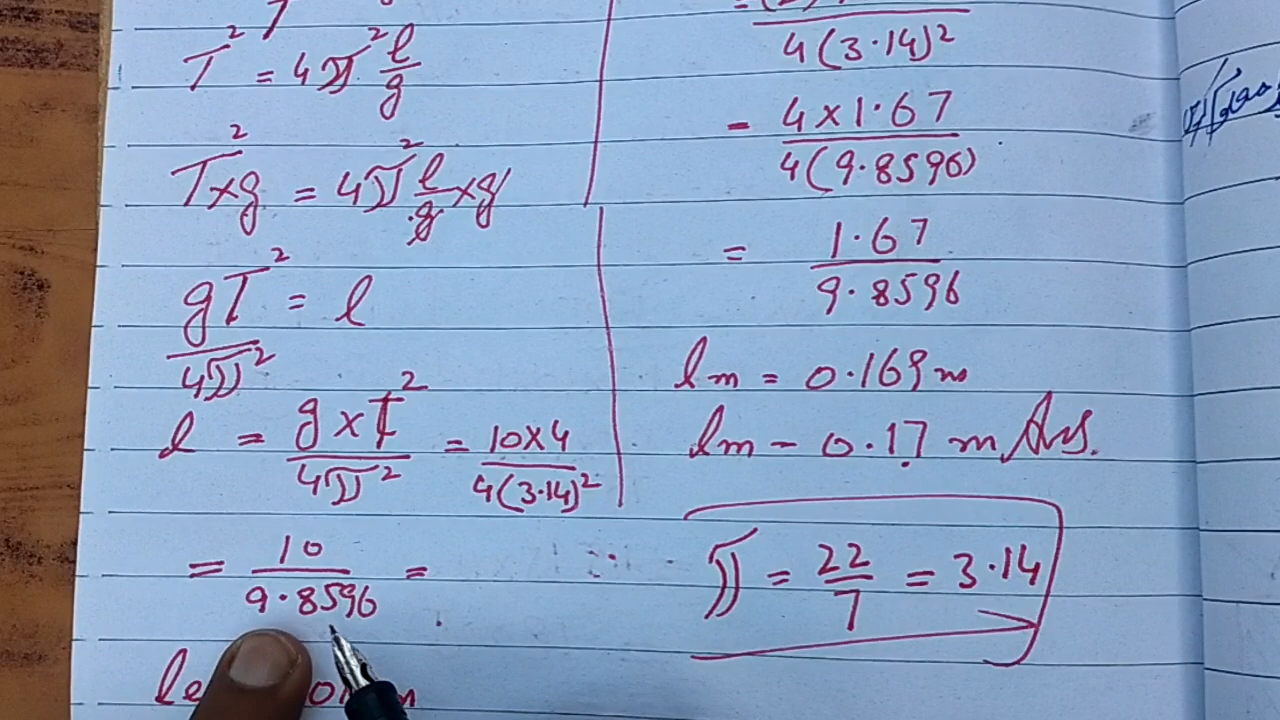 T² = 4π² l/g
T² × g = 4π² l/g × g
gT²/4π² = l
l = g × T²/4π² = 10×4/4(3.14)²
= 10/9.8596 =
le
/4(3.14)²
= 4×1.67/4(9.8596)
= 1.67/9.8596
lm = 0.169 m
lm = 0.17 m Ans.
π = 22/7 = 3.14